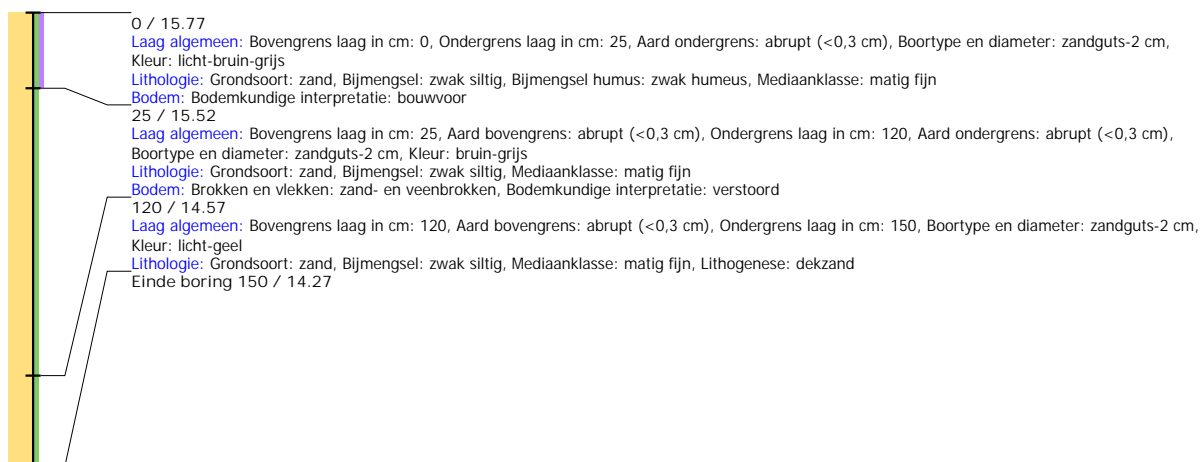 0 / 15.77
Laag algemeen: Bovengrens laag in cm: 0, Ondergrens laag in cm: 25, Aard ondergrens: abrupt (<0,3 cm), Boortype en diameter: zandguts-2 cm,
Kleur: licht-bruin-grijs
Lithologie: Grondsoort: zand, Bijmengsel: zwak siltig, Bijmengsel humus: zwak humeus, Mediaanklasse: matig fijn
Bodem: Bodemkundige interpretatie: bouwvoor
25 / 15.52
Laag algemeen: Bovengrens laag in cm: 25, Aard bovengrens: abrupt (<0,3 cm), Ondergrens laag in cm: 120, Aard ondergrens: abrupt (<0,3 cm),
Boortype en diameter: zandguts-2 cm, Kleur: bruin-grijs
Lithologie: Grondsoort: zand, Bijmengsel: zwak siltig, Mediaanklasse: matig fijn
Bodem: Brokken en vlekken: zand- en veenbrokken, Bodemkundige interpretatie: verstoord
120 / 14.57
Laag algemeen: Bovengrens laag in cm: 120, Aard bovengrens: abrupt (<0,3 cm), Ondergrens laag in cm: 150, Boortype en diameter: zandguts-2 cm,
Kleur: licht-geel
Lithologie: Grondsoort: zand, Bijmengsel: zwak siltig, Mediaanklasse: matig fijn, Lithogenese: dekzand
Einde boring 150 / 14.27